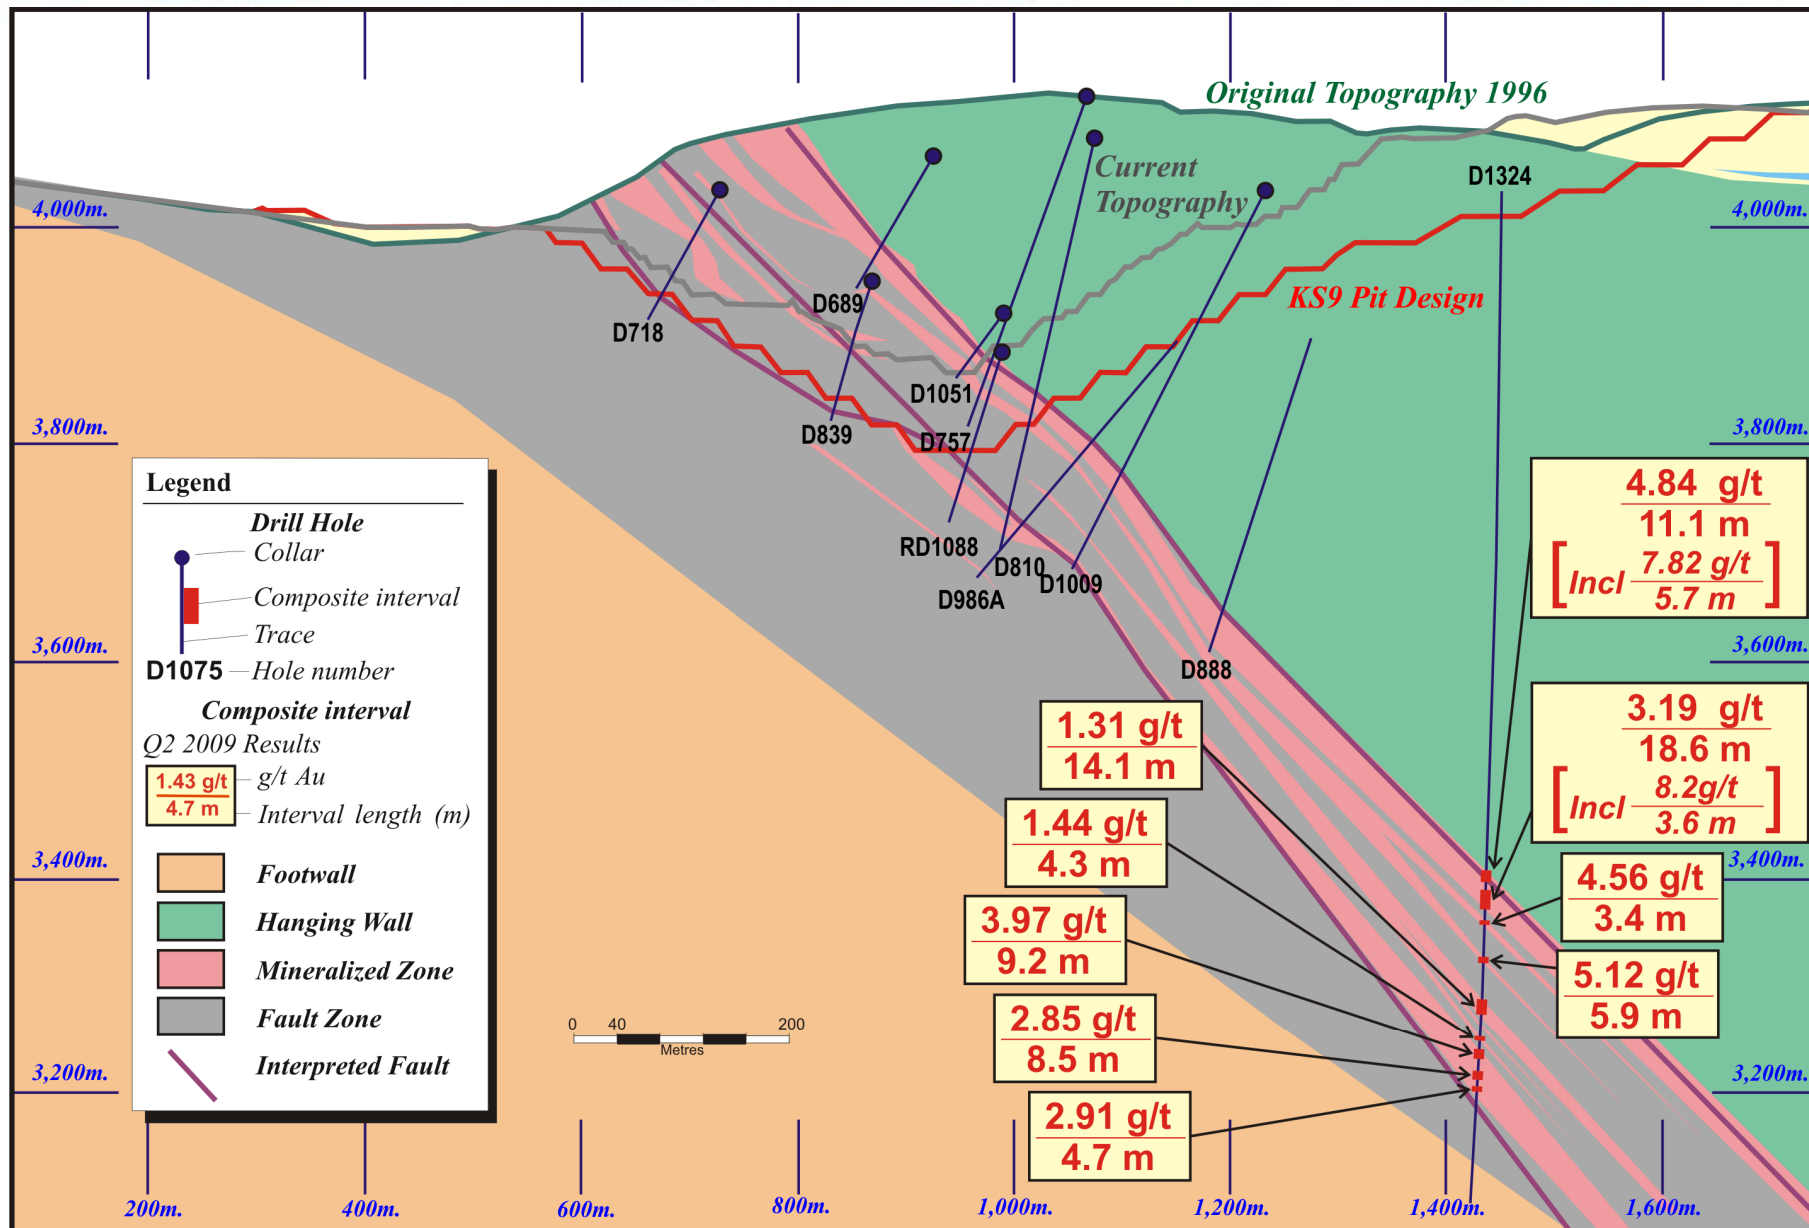 Original Topography 1996
Current
Topography
D1324
KS9 Pit Design
4,000m.
4,000m.
3,800m.
3,800m.
3,600m.
3,600m.
3,400m.
3,400m.
3,200m.
3,200m.
D689
D718
D839
D1051
D757
RD1088
D810
D986A
D1009
D888
Legend
Drill Hole
Collar
Composite interval
Trace
D1075
Hole number
Composite interval
Q2 2009 Results
1.43 g/t
4.7 m
g/t Au
Interval length (m)
Footwall
Hanging Wall
Mineralized Zone
Fault Zone
Interpreted Fault
0 40 200
Metres
4.84 g/t
11.1 m
[Incl 7.82 g/t
5.7 m]
3.19 g/t
18.6 m
[Incl 8.2g/t
3.6 m]
4.56 g/t
3.4 m
5.12 g/t
5.9 m
1.31 g/t
14.1 m
1.44 g/t
4.3 m
3.97 g/t
9.2 m
2.85 g/t
8.5 m
2.91 g/t
4.7 m
200m. 400m. 600m. 800m. 1,000m. 1,200m. 1,400m. 1,600m.